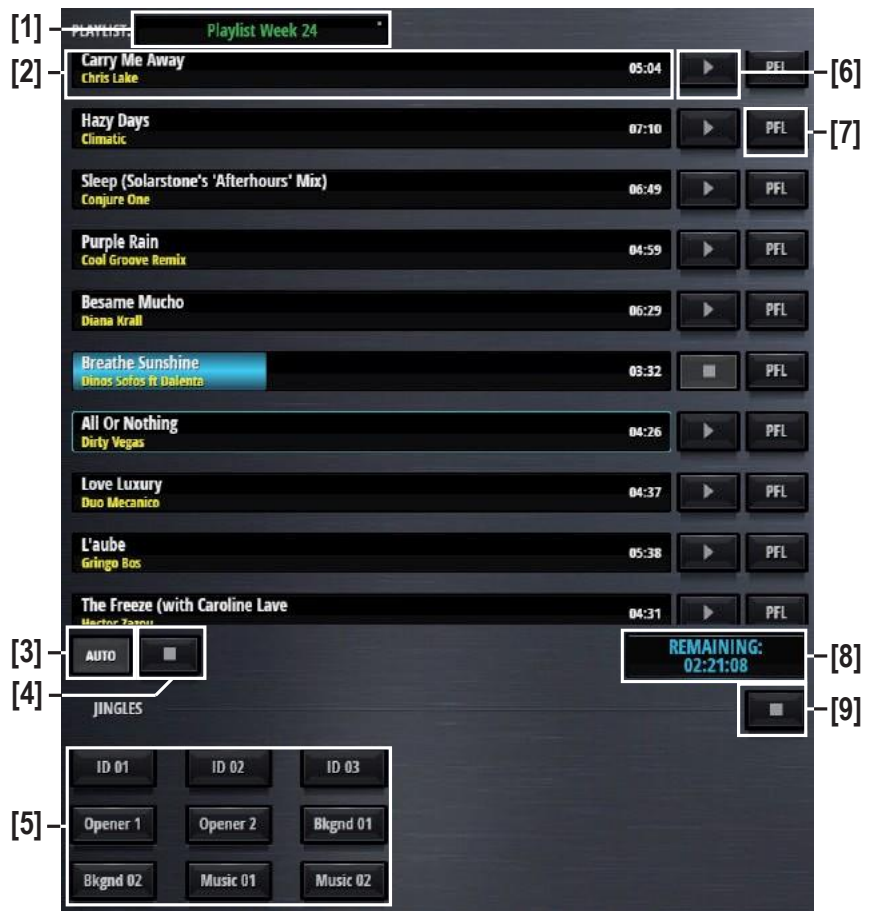 [1]
PLAYLIST: Playlist Week 24
[2]
Carry Me Away
Chris Lake
05:04
PFL
[6]
Hazy Days
Climatic
07:10
PFL
[7]
Sleep (Solarstone's 'Afterhours' Mix)
Conjure One
06:49
PFL
Purple Rain
Cool Groove Remix
04:59
PFL
Besame Mucho
Diana Krall
06:29
PFL
Breathe Sunshine
Dinos Sofos ft Dalenta
03:32
PFL
All Or Nothing
Dirty Vegas
04:26
PFL
Love Luxury
Duo Mecanico
04:37
PFL
L'aube
Gringo Bos
05:38
PFL
The Freeze (with Caroline Lave
Hector Zazou
04:31
PFL
[3]
AUTO
REMAINING:
02:21:08
[8]
[4]
JINGLES
[9]
ID 01 ID 02 ID 03
[5]
Opener 1 Opener 2 Bkgnd 01
Bkgnd 02 Music 01 Music 02